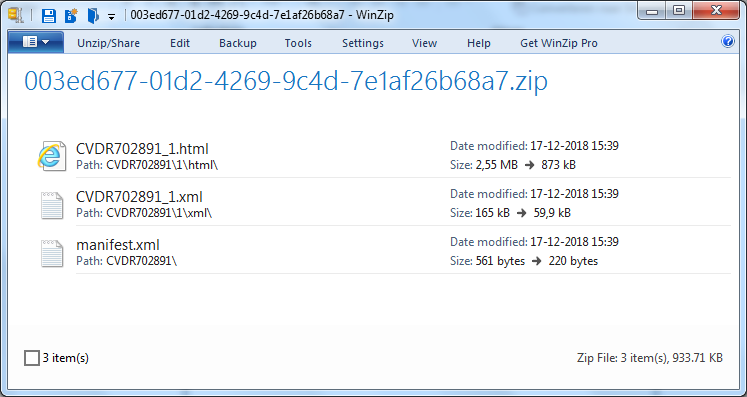 003ed677-01d2-4269-9c4d-7e1af26b68a7 - WinZip
Unzip/Share Edit Backup Tools Settings View Help Get WinZip Pro
003ed677-01d2-4269-9c4d-7e1af26b68a7.zip
CVDR702891_1.html Date modified: 17-12-2018 15:39
Path: CVDR702891\1\html\ Size: 2,55 MB → 873 kB
CVDR702891_1.xml Date modified: 17-12-2018 15:39
Path: CVDR702891\1\xml\ Size: 165 kB → 59,9 kB
manifest.xml Date modified: 17-12-2018 15:39
Path: CVDR702891\ Size: 561 bytes → 220 bytes
3 item(s) Zip File: 3 item(s), 933.71 KB